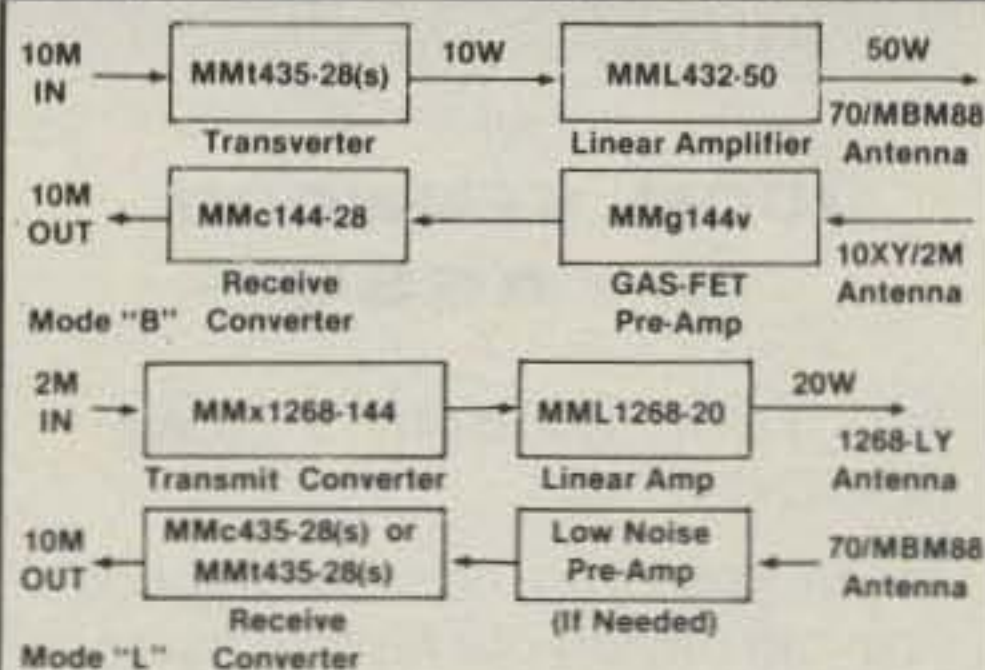 10M IN
MMt435-28(s)
10W
MML432-50
50W
Transverter
Linear Amplifier
70/MBM88 Antenna
10M OUT
MMc144-28
MMg144v
10XY/2M Antenna
Receive Converter
GAS-FET Pre-Amp
Mode "B"
2M IN
MMx1268-144
MML1268-20
20W
Transmit Converter
Linear Amp
1268-LY Antenna
10M OUT
MMc435-28(s) or
MMt435-28(s)
Low Noise
Pre-Amp
70/MBM88 Antenna
Receive Converter
(If Needed)
Mode "L"